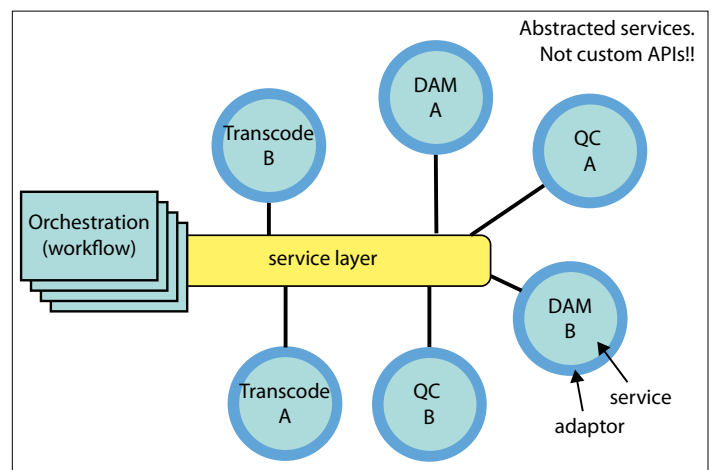 Abstracted services.
Not custom APIs!!
DAM
A
Transcode
B
QC
A
Orchestration
(workflow)
service layer
DAM
B
Transcode
A
QC
B
service
adaptor